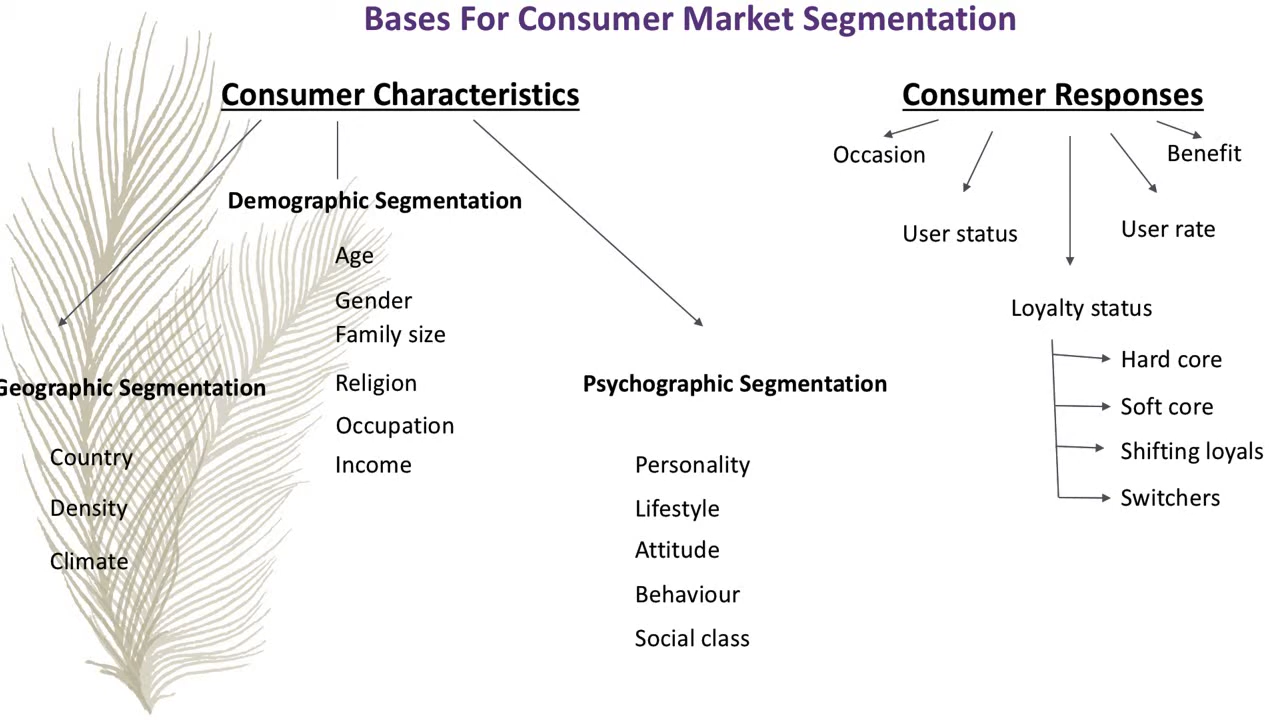 Bases For Consumer Market Segmentation
Consumer Characteristics
Demographic Segmentation
Age
Gender
Family size
Religion
Occupation
Income
Geographic Segmentation
Country
Density
Climate
Psychographic Segmentation
Personality
Lifestyle
Attitude
Behaviour
Social class
Consumer Responses
Occasion
Benefit
User status
User rate
Loyalty status
Hard core
Soft core
Shifting loyals
Switchers